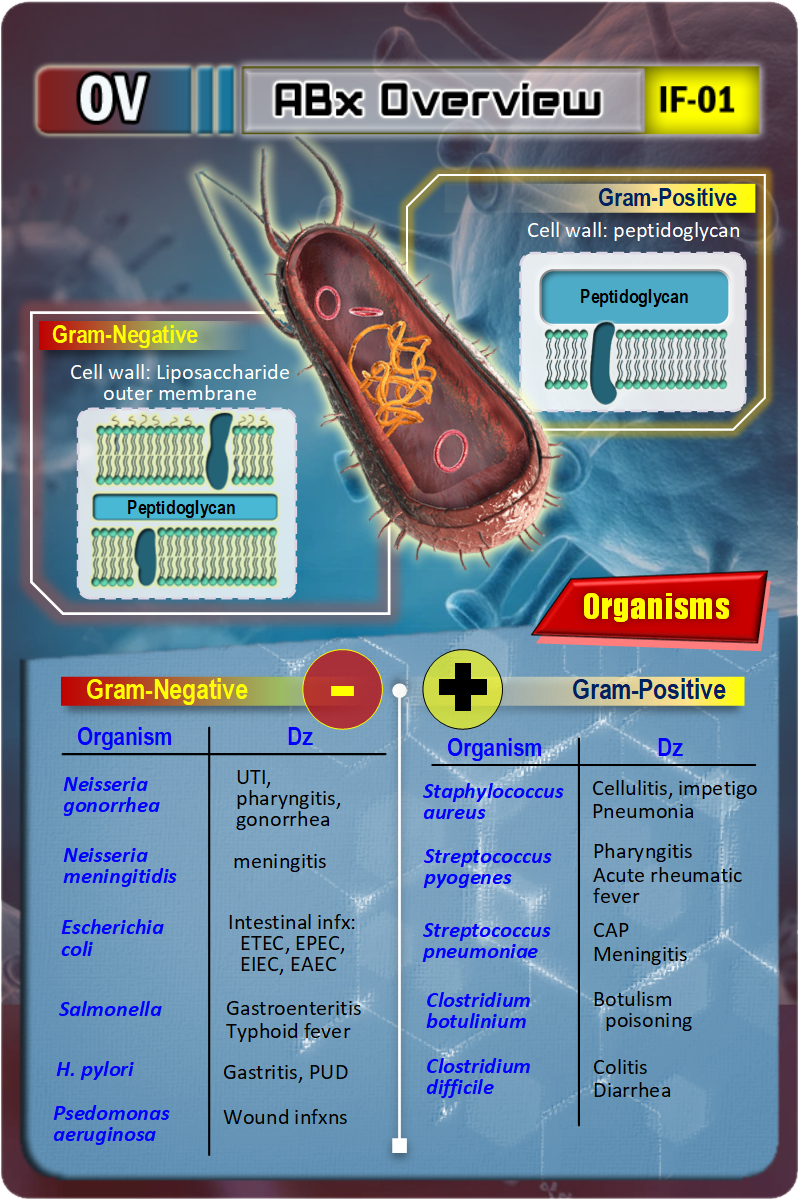 OV
ABx Overview
IF-01
Gram-Positive
Cell wall: peptidoglycan
Peptidoglycan
Gram-Negative
Cell wall: Liposaccharide
outer membrane
Peptidoglycan
Organisms
Gram-Negative
-
Organism
Dz
Neisseria
gonorrhea
UTI,
pharyngitis,
gonorrhea
Neisseria
meningitidis
meningitis
Escherichia
coli
Intestinal infx:
ETEC, EPEC,
EIEC, EAEC
Salmonella
Gastroenteritis
Typhoid fever
H. pylori
Gastritis, PUD
Psedomonas
aeruginosa
Wound infxns
+
Gram-Positive
Organism
Dz
Staphylococcus
aureus
Cellulitis, impetigo
Pneumonia
Streptococcus
pyogenes
Pharyngitis
Acute rheumatic
fever
Streptococcus
pneumoniae
CAP
Meningitis
Clostridium
botulinium
Botulism
poisoning
Clostridium
difficile
Colitis
Diarrhea